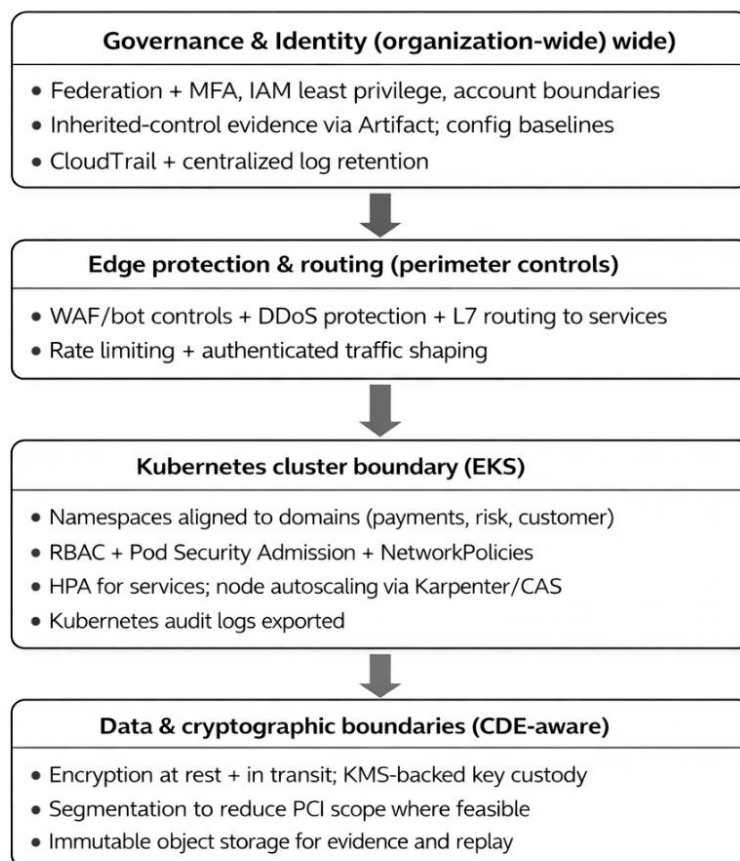 Governance & Identity (organization-wide) wide)
• Federation + MFA, IAM least privilege, account boundaries
• Inherited-control evidence via Artifact; config baselines
• CloudTrail + centralized log retention
Edge protection & routing (perimeter controls)
• WAF/bot controls + DDoS protection + L7 routing to services
• Rate limiting + authenticated traffic shaping
Kubernetes cluster boundary (EKS)
• Namespaces aligned to domains (payments, risk, customer)
• RBAC + Pod Security Admission + NetworkPolicies
• HPA for services; node autoscaling via Karpenter/CAS
• Kubernetes audit logs exported
Data & cryptographic boundaries (CDE-aware)
• Encryption at rest + in transit; KMS-backed key custody
• Segmentation to reduce PCI scope where feasible
• Immutable object storage for evidence and replay